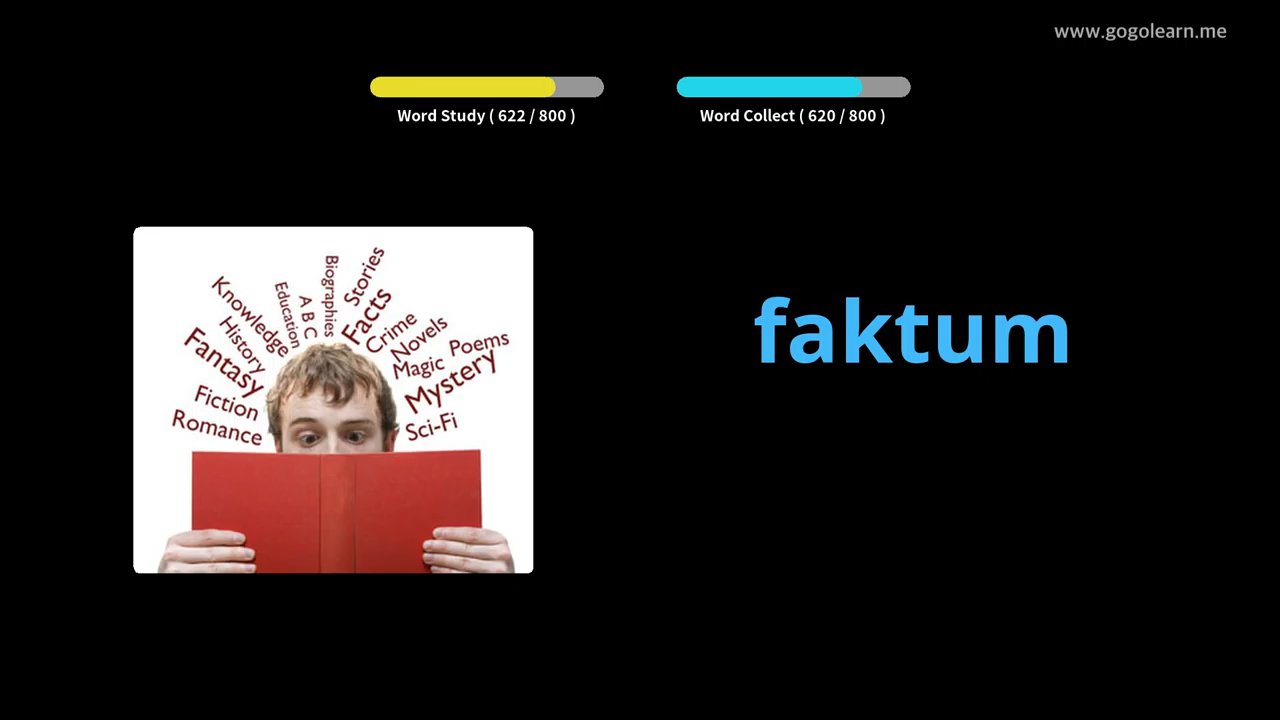 www.gogolearn.me
Word Study ( 622 / 800 )
Word Collect ( 620 / 800 )
Stories
Biographies
Facts
Education
A B C
Knowledge
Crime
History
Novels
Poems
Fantasy
Magic
Mystery
Fiction
Romance
Sci-Fi
faktum